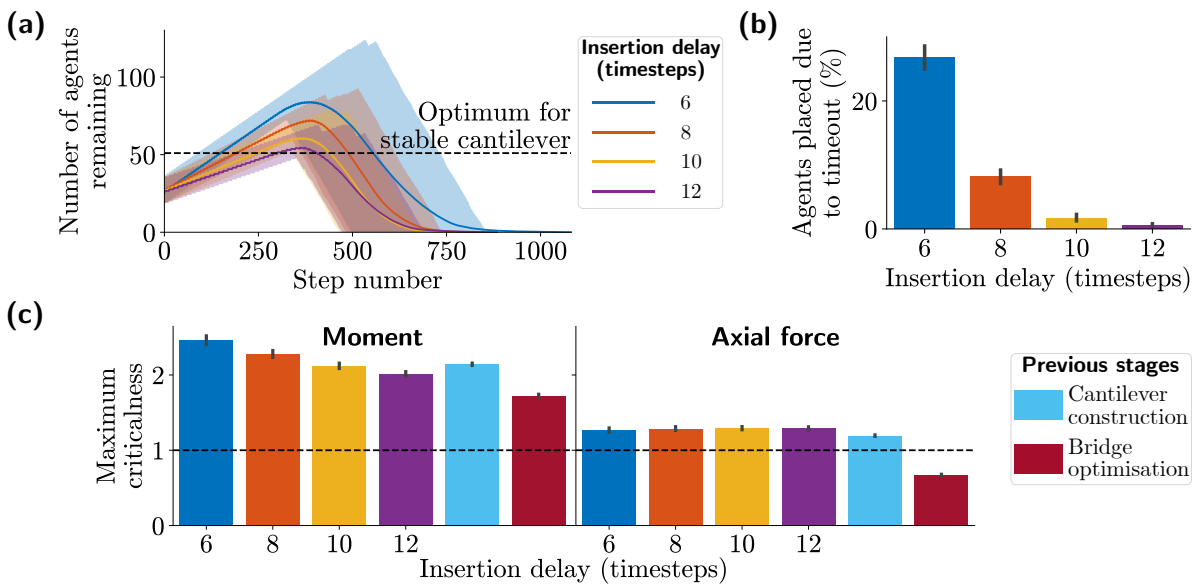 (a)
Number of agents
remaining
100
50
0
0
250
500
750
1000
Step number
Optimum for
stable cantilever
Insertion delay
(timesteps)
6
8
10
12
(b)
Agents placed due
to timeout (%)
20
0
6
8
10
12
Insertion delay (timesteps)
(c)
Maximum
criticalness
2
1
0
Moment
Axial force
6
8
10
12
6
8
10
12
Insertion delay (timesteps)
Previous stages
Cantilever
construction
Bridge
optimisation